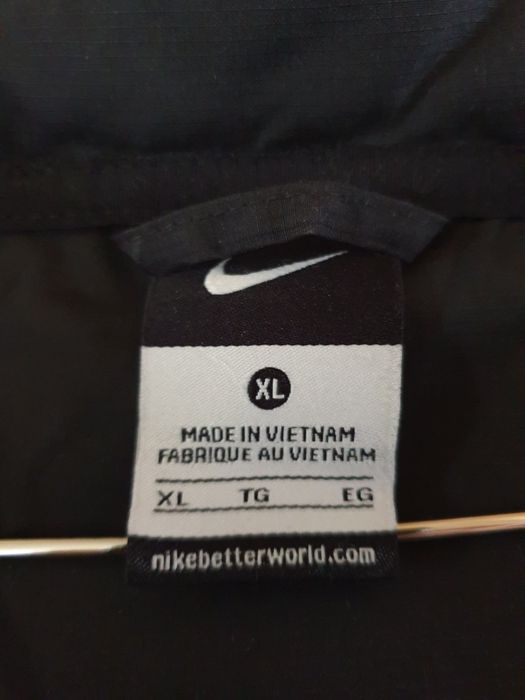 XL
MADE IN VIETNAM
FABRIQUE AU VIETNAM
XL TG EG
nikebetterworld.com